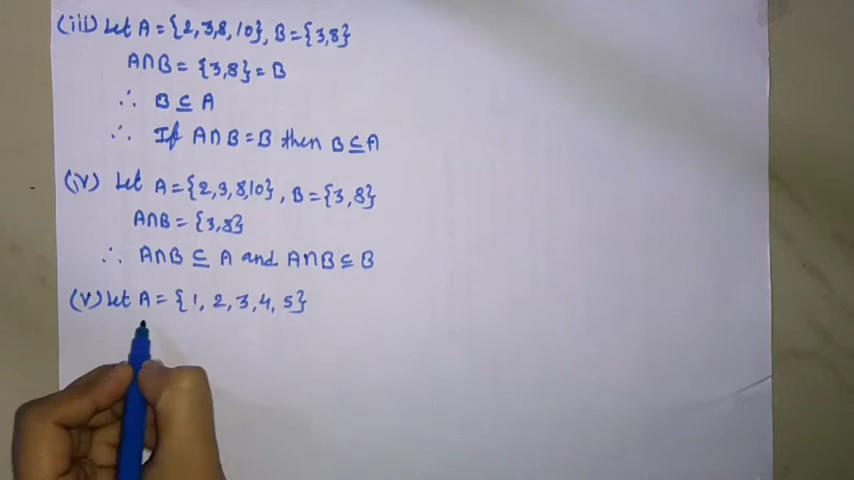 (iii) Let A = {2,3,8,10}, B = {3,8}
A∩B = {3,8} = B
∴ B ⊆ A
∴ If A∩B = B then B ⊆ A
(iv) Let A = {2,3,8,10}, B = {3,8}
A∩B = {3,8}
∴ A∩B ⊆ A and A∩B ⊆ B
(v) Let A = {1, 2, 3, 4, 5}